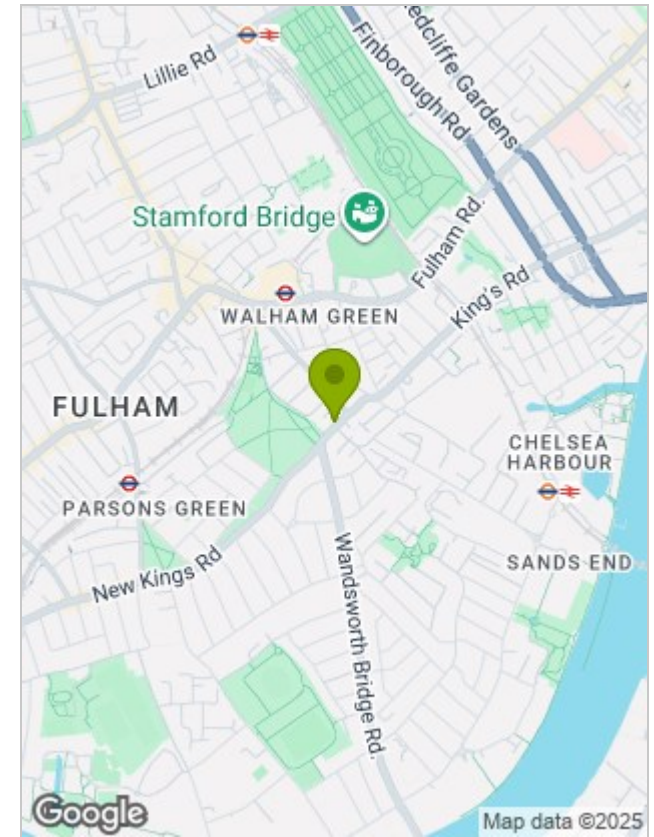 Lillie Rd
Finborough Rd
edcliffe Gardens
Stamford Bridge
Fulham Rd.
King's Rd
WALHAM GREEN
FULHAM
CHELSEA
HARBOUR
PARSONS GREEN
SANDS END
New Kings Rd
Wandsworth Bridge Rd.
Google
Map data ©2025